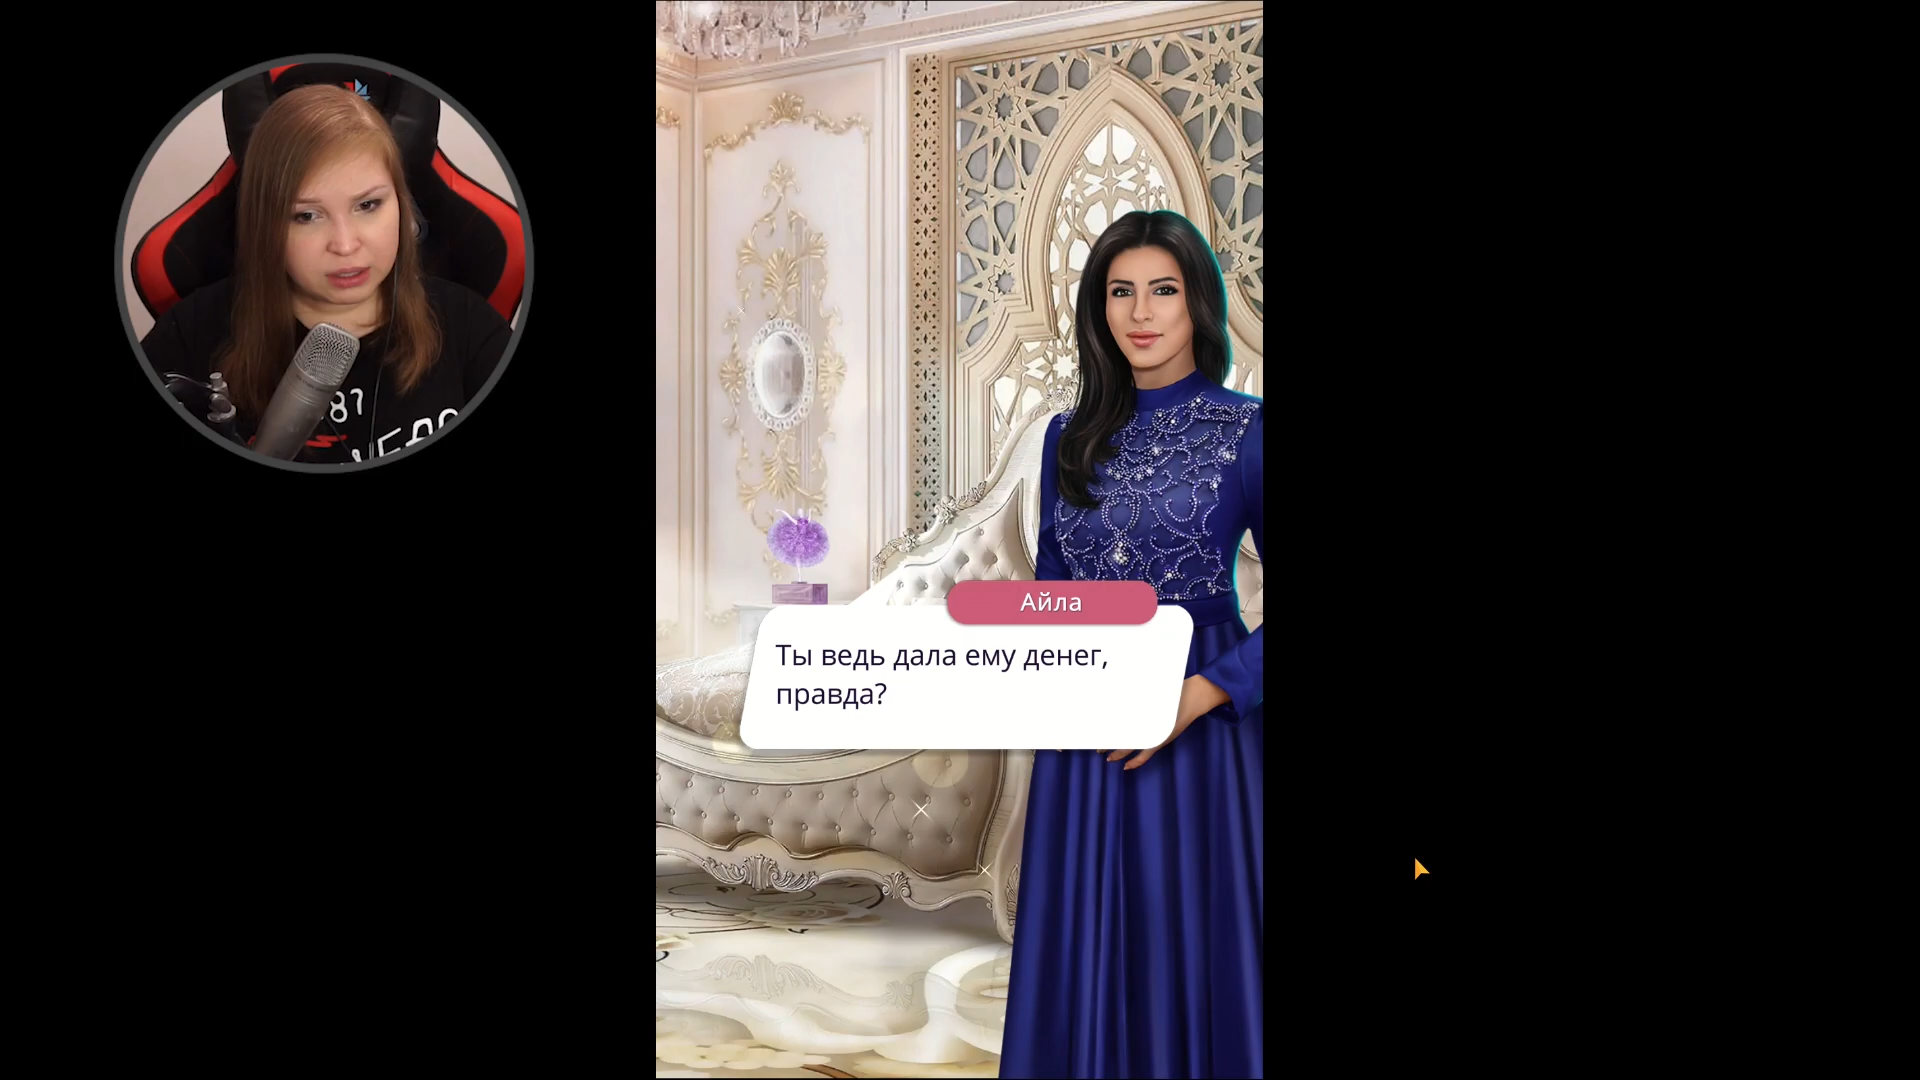 Айла
Ты ведь дала ему денег,
правда?